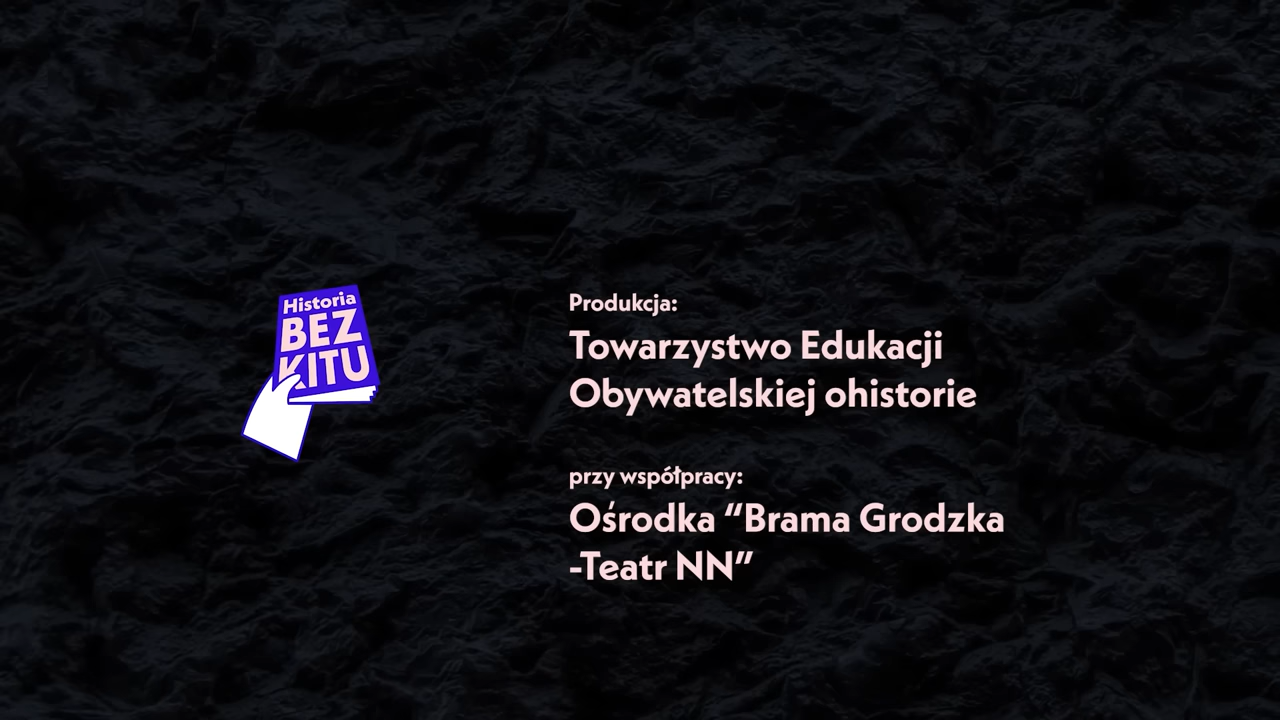 Historia
BEZ
KITU
Produkcja:
Towarzystwo Edukacji
Obywatelskiej ohistorie
przy współpracy:
Ośrodka “Brama Grodzka
-Teatr NN”